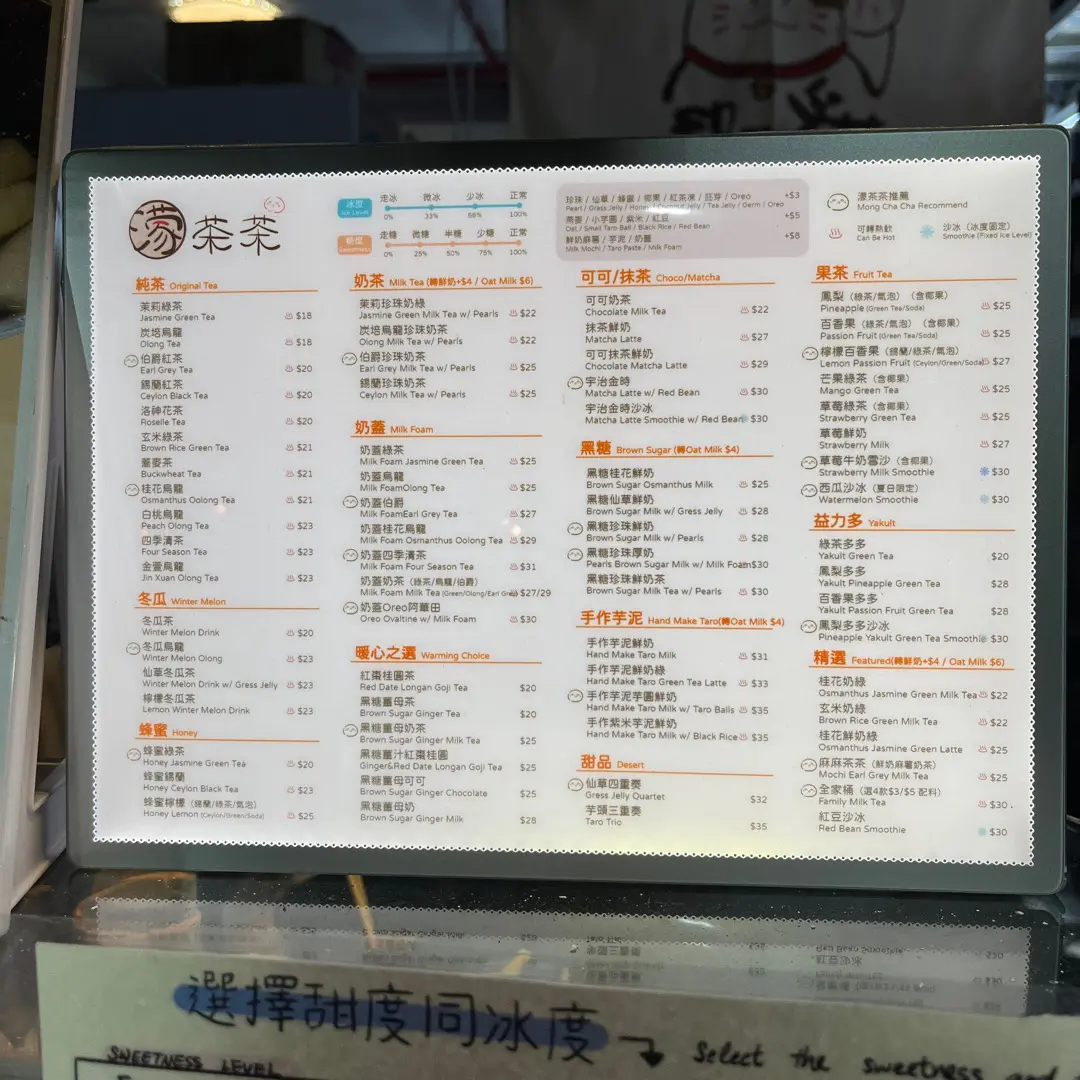 濛茶茶
冰度 Ice Level
走冰 微冰 少冰 正常
0% 33% 66% 100%
走糖 微糖 半糖 少糖 正常
0% 25% 50% 75% 100%
珍珠 / 仙草 / 蜂蜜 / 椰果 / 紅茶凍 / 胚芽 / Oreo +$3
Pearl / Grass Jelly / Honey / Coconut Jelly / Tea Jelly / Germ / Oreo
燕麥 / 小芋圓 / 紫米 / 紅豆 +$5
Oat / Small Taro Ball / Black Rice / Red Bean
鮮奶麻薯 / 芋泥 / 奶蓋 +$8
Milk Mochi / Taro Paste / Milk Foam
濛茶茶推薦
Mong Cha Cha Recommend
可轉熱飲
Can Be Hot
沙冰（冰度固定）
Smoothie (Fixed Ice Level)
純茶 Original Tea
茉莉綠茶
Jasmine Green Tea $18
炭培烏龍
Olong Tea $18
伯爵紅茶
Earl Grey Tea $20
錫蘭紅茶
Ceylon Black Tea $20
洛神花茶
Roselle Tea $20
玄米綠茶
Brown Rice Green Tea $21
蕎麥茶
Buckwheat Tea $21
桂花烏龍
Osmanthus Oolong Tea $21
白桃烏龍
Peach Olong Tea $23
四季清茶
Four Season Tea $23
金萱烏龍
Jin Xuan Olong Tea $23
冬瓜 Winter Melon
冬瓜茶
Winter Melon Drink $20
冬瓜烏龍
Winter Melon Olong $23
仙草冬瓜茶
Winter Melon Drink w/ Gress Jelly $23
檸檬冬瓜茶
Lemon Winter Melon Drink $23
蜂蜜 Honey
蜂蜜綠茶
Honey Jasmine Green Tea $20
蜂蜜錫蘭
Honey Ceylon Black Tea $23
蜂蜜檸檬（錫蘭/綠茶/氣泡）
Honey Lemon (Ceylon/Green/Soda) $25
奶茶 Milk Tea (轉鮮奶+$4 / Oat Milk $6)
茉莉珍珠奶綠
Jasmine Green Milk Tea w/ Pearls $22
炭培烏龍珍珠奶茶
Olong Milk Tea w/ Pearls $22
伯爵珍珠奶茶
Earl Grey Milk Tea w/ Pearls $25
錫蘭珍珠奶茶
Ceylon Milk Tea w/ Pearls $25
奶蓋 Milk Foam
奶蓋綠茶
Milk Foam Jasmine Green Tea $25
奶蓋烏龍
Milk FoamOlong Tea $25
奶蓋伯爵
Milk FoamEarl Grey Tea $27
奶蓋桂花烏龍
Milk Foam Osmanthus Oolong Tea $29
奶蓋四季清茶
Milk Foam Four Season Tea $31
奶蓋奶茶（綠茶/烏龍/伯爵）
Milk Foam Milk Tea (Green/Olong/Earl Grey) $27/29
奶蓋Oreo阿華田
Oreo Ovaltine w/ Milk Foam $30
暖心之選 Warming Choice
紅棗桂圓茶
Red Date Longan Goji Tea $20
黑糖薑母茶
Brown Sugar Ginger Tea $20
黑糖薑母奶茶
Brown Sugar Ginger Milk Tea $25
黑糖薑汁紅棗桂圓
Ginger&Red Date Longan Goji Tea $25
黑糖薑母可可
Brown Sugar Ginger Chocolate $25
黑糖薑母奶
Brown Sugar Ginger Milk $28
可可/抹茶 Choco/Matcha
可可奶茶
Chocolate Milk Tea $22
抹茶鮮奶
Matcha Latte $27
可可抹茶鮮奶
Chocolate Matcha Latte $29
宇治金時
Matcha Latte w/ Red Bean $30
宇治金時沙冰
Matcha Latte Smoothie w/ Red Bean $30
黑糖 Brown Sugar (轉Oat Milk $4)
黑糖桂花鮮奶
Brown Sugar Osmanthus Milk $25
黑糖仙草鮮奶
Brown Sugar Milk w/ Gress Jelly $28
黑糖珍珠鮮奶
Brown Sugar Milk w/ Pearls $28
黑糖珍珠厚奶
Pearls Brown Sugar Milk w/ Milk Foam $30
黑糖珍珠鮮奶茶
Brown Sugar Milk Tea w/ Pearls $30
手作芋泥 Hand Make Taro(轉Oat Milk $4)
手作芋泥鮮奶
Hand Make Taro Milk $31
手作芋泥鮮奶綠
Hand Make Taro Green Tea Latte $33
手作芋泥芋圓鮮奶
Hand Make Taro Milk w/ Taro Balls $35
手作紫米芋泥鮮奶
Hand Make Taro Milk w/ Black Rice $35
甜品 Desert
仙草四重奏
Gress Jelly Quartet $32
芋頭三重奏
Taro Trio $35
果茶 Fruit Tea
鳳梨（綠茶/氣泡）（含椰果）
Pineapple (Green Tea/Soda) $25
百香果（綠茶/氣泡）（含椰果）
Passion Fruit (Green Tea/Soda) $25
檸檬百香果（錫蘭/綠茶/氣泡）
Lemon Passion Fruit (Ceylon/Green/Soda) $27
芒果綠茶（含椰果）
Mango Green Tea $25
草莓綠茶（含椰果）
Strawberry Green Tea $25
草莓鮮奶
Strawberry Milk $27
草莓牛奶雪沙（含椰果）
Strawberry Milk Smoothie $30
西瓜沙冰（夏日限定）
Watermelon Smoothie $30
益力多 Yakult
綠茶多多
Yakult Green Tea $20
鳳梨多多
Yakult Pineapple Green Tea $28
百香果多多
Yakult Passion Fruit Green Tea $28
鳳梨多多沙冰
Pineapple Yakult Green Tea Smoothie $30
精選 Featured(轉鮮奶+$4 / Oat Milk $6)
桂花奶綠
Osmanthus Jasmine Green Milk Tea $22
玄米奶綠
Brown Rice Green Milk Tea $22
桂花鮮奶綠
Osmanthus Jasmine Green Latte $25
麻麻茶茶（鮮奶麻薯奶茶）
Mochi Earl Grey Milk Tea $25
全家桶（選4款$3/$5 配料）
Family Milk Tea $30
紅豆沙冰
Red Bean Smoothie $30
選擇甜度同冰度
Select the sweetness and
SWEETNESS LEVEL